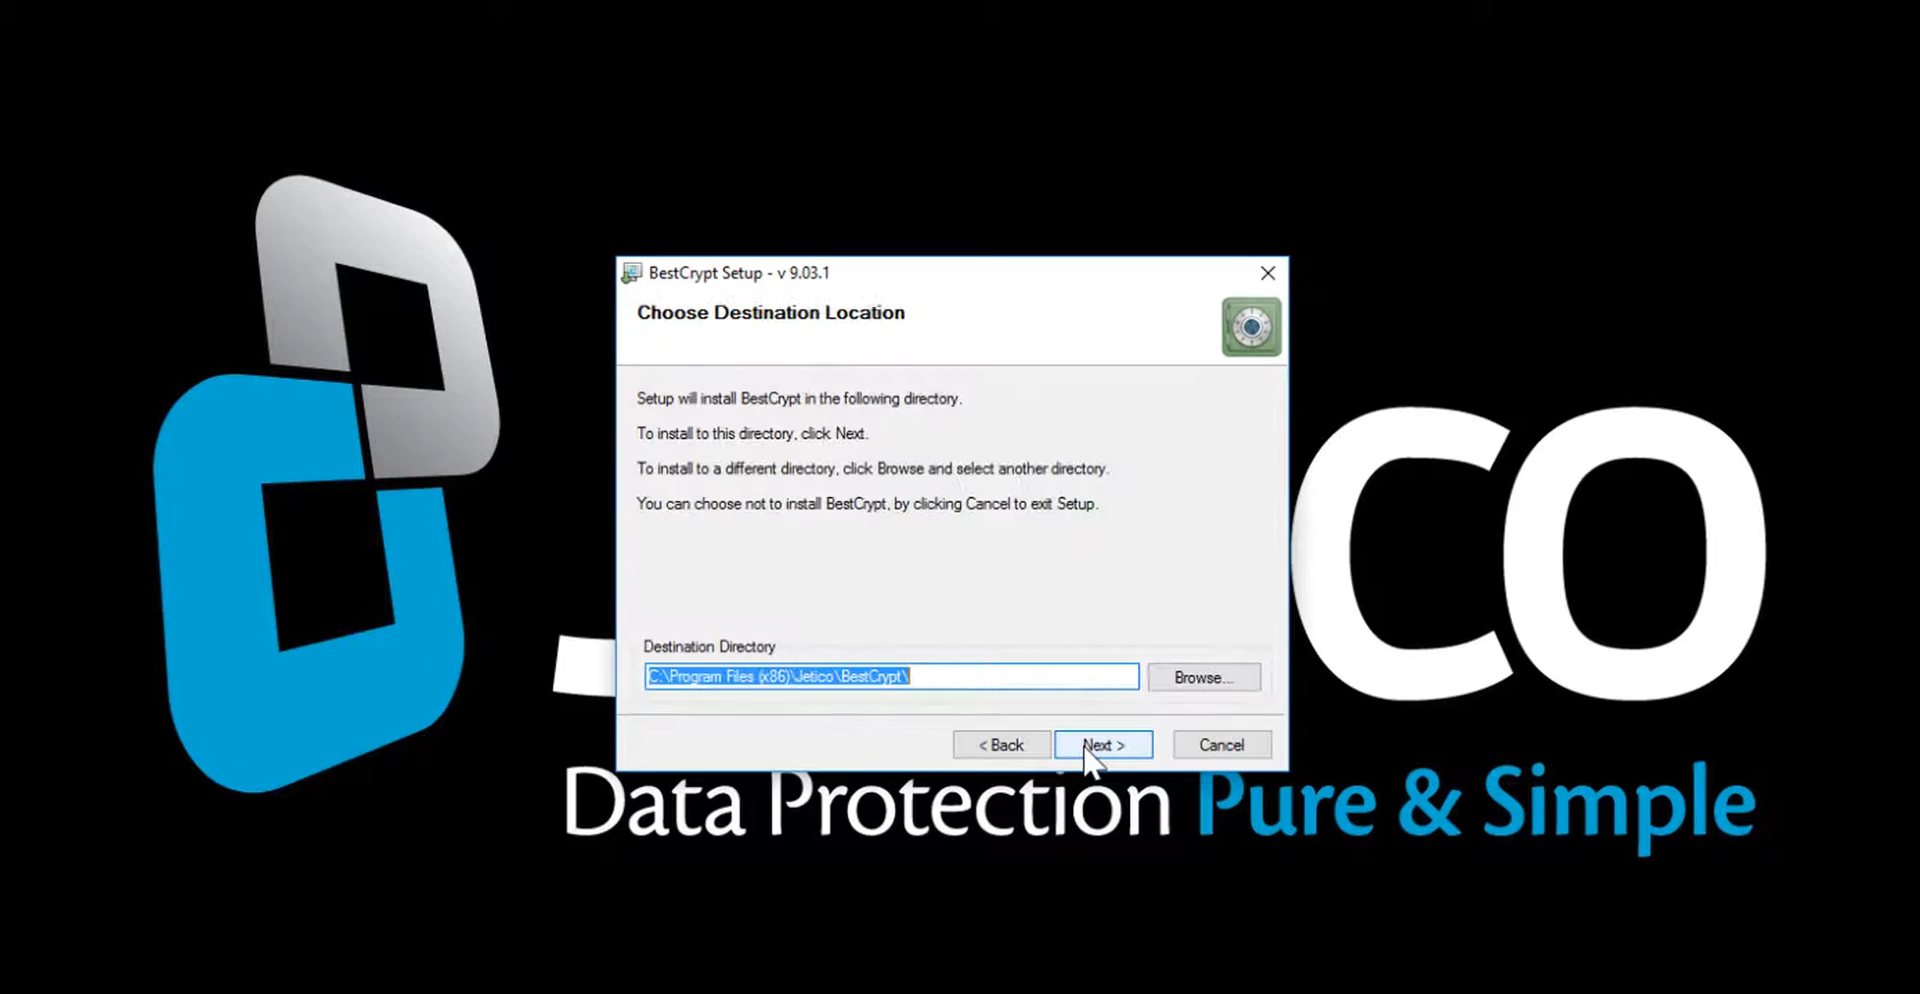 BestCrypt Setup - v 9.03.1
Choose Destination Location
Setup will install BestCrypt in the following directory.
To install to this directory, click Next.
To install to a different directory, click Browse and select another directory.
You can choose not to install BestCrypt, by clicking Cancel to exit Setup.
CO
Destination Directory
C:\Program Files (x86)\Jetico\BestCrypt\
Browse...
< Back
Next >
Cancel
Data Protection Pure & Simple